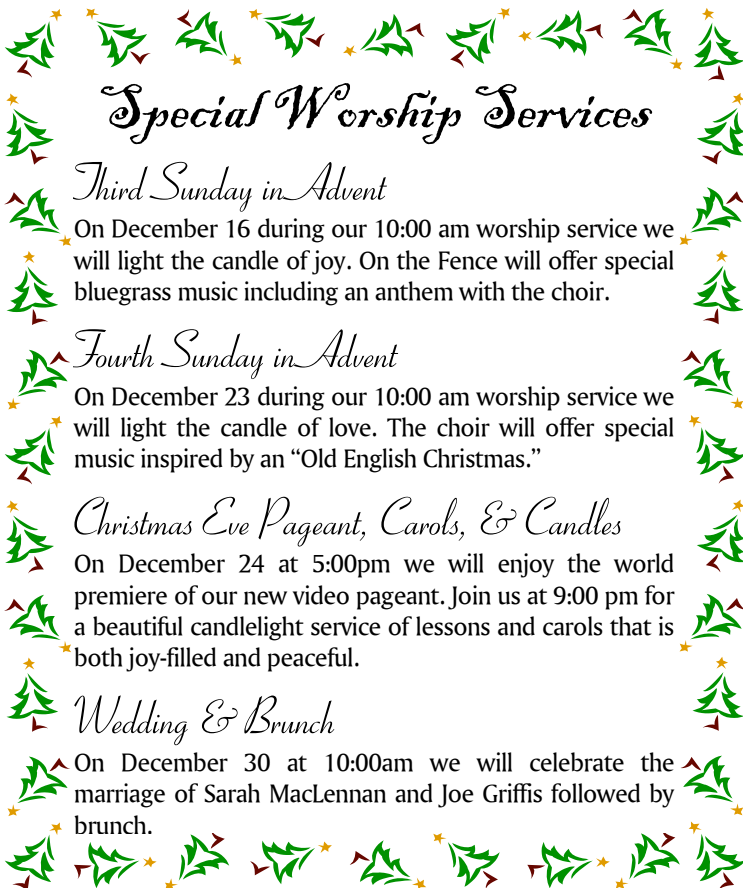 Special Worship Services
Third Sunday in Advent
On December 16 during our 10:00 am worship service we
will light the candle of joy. On the Fence will offer special
bluegrass music including an anthem with the choir.
Fourth Sunday in Advent
On December 23 during our 10:00 am worship service we
will light the candle of love. The choir will offer special
music inspired by an “Old English Christmas.”
Christmas Eve Pageant, Carols, & Candles
On December 24 at 5:00pm we will enjoy the world
premiere of our new video pageant. Join us at 9:00 pm for
a beautiful candlelight service of lessons and carols that is
both joy-filled and peaceful.
Wedding & Brunch
On December 30 at 10:00am we will celebrate the
marriage of Sarah MacLennan and Joe Griffis followed by
brunch.